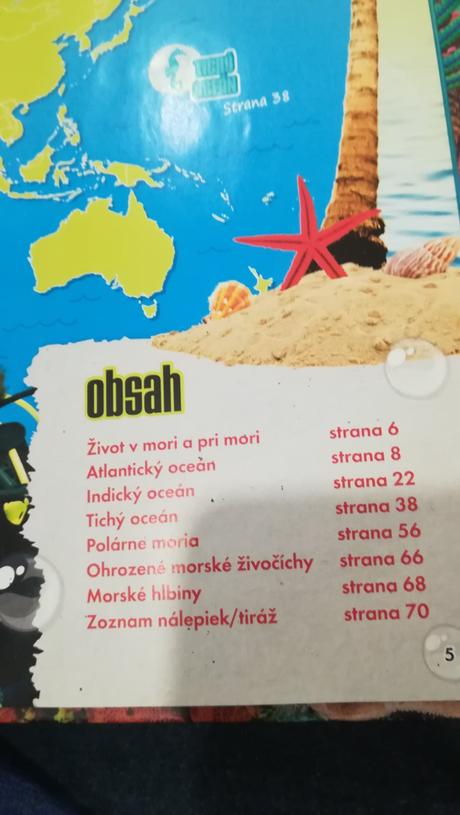 TICHÝ
OCEÁN
Strana 38
obsah
Život v mori a pri mori strana 6
Atlantický oceán strana 8
Indický oceán strana 22
Tichý oceán strana 38
Polárne moria strana 56
Ohrozené morské živočíchy strana 66
Morské hlbiny strana 68
Zoznam nálepiek/tiráž strana 70
5